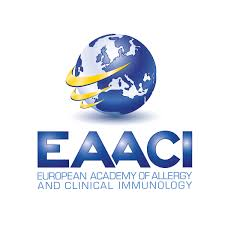 EAACI
EUROPEAN ACADEMY OF ALLERGY
AND CLINICAL IMMUNOLOGY